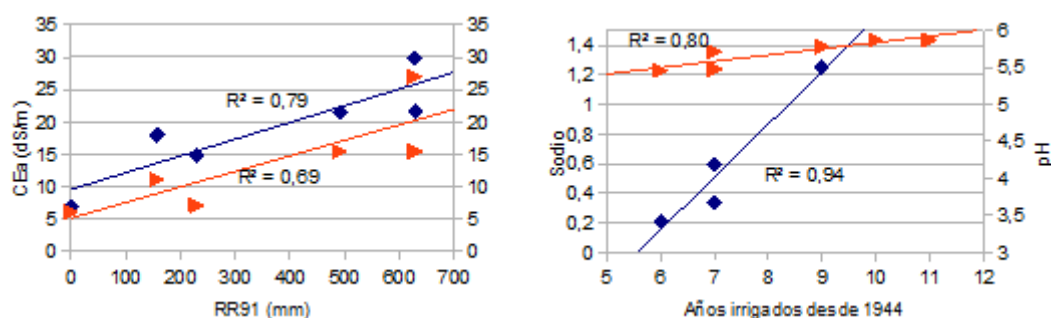 CEa (dS/m)
35
30
25
20
15
10
5
0
R² = 0,79
R² = 0,69
35
30
25
20
15
10
5
0
0 100 200 300 400 500 600 700
RR91 (mm)
Sodio
1,4
1,2
1
0,8
0,6
0,4
0,2
0
R² = 0,80
R² = 0,94
6
5,5
5
4,5
4
3,5
3
pH
5 6 7 8 9 10 11 12
Años irrigados desde 1944